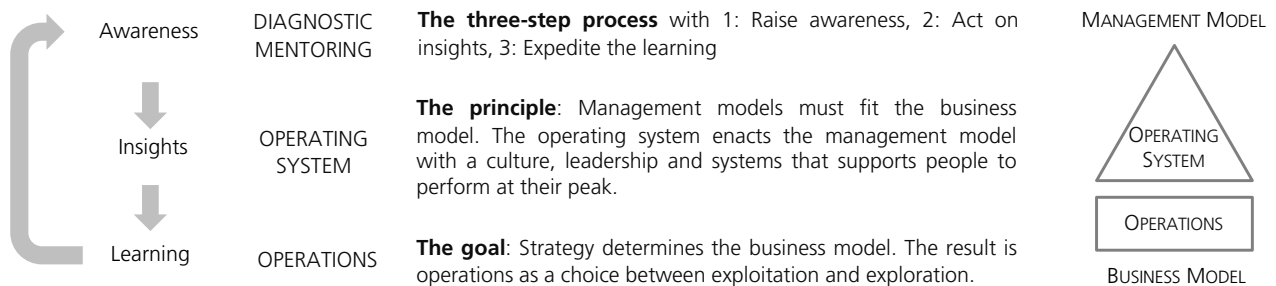 Awareness
DIAGNOSTIC
MENTORING
The three-step process with 1: Raise awareness, 2: Act on
insights, 3: Expedite the learning
MANAGEMENT MODEL
Insights
OPERATING
SYSTEM
The principle: Management models must fit the business
model. The operating system enacts the management model
with a culture, leadership and systems that supports people to
perform at their peak.
OPERATING
SYSTEM
Learning
OPERATIONS
The goal: Strategy determines the business model. The result is
operations as a choice between exploitation and exploration.
OPERATIONS
BUSINESS MODEL